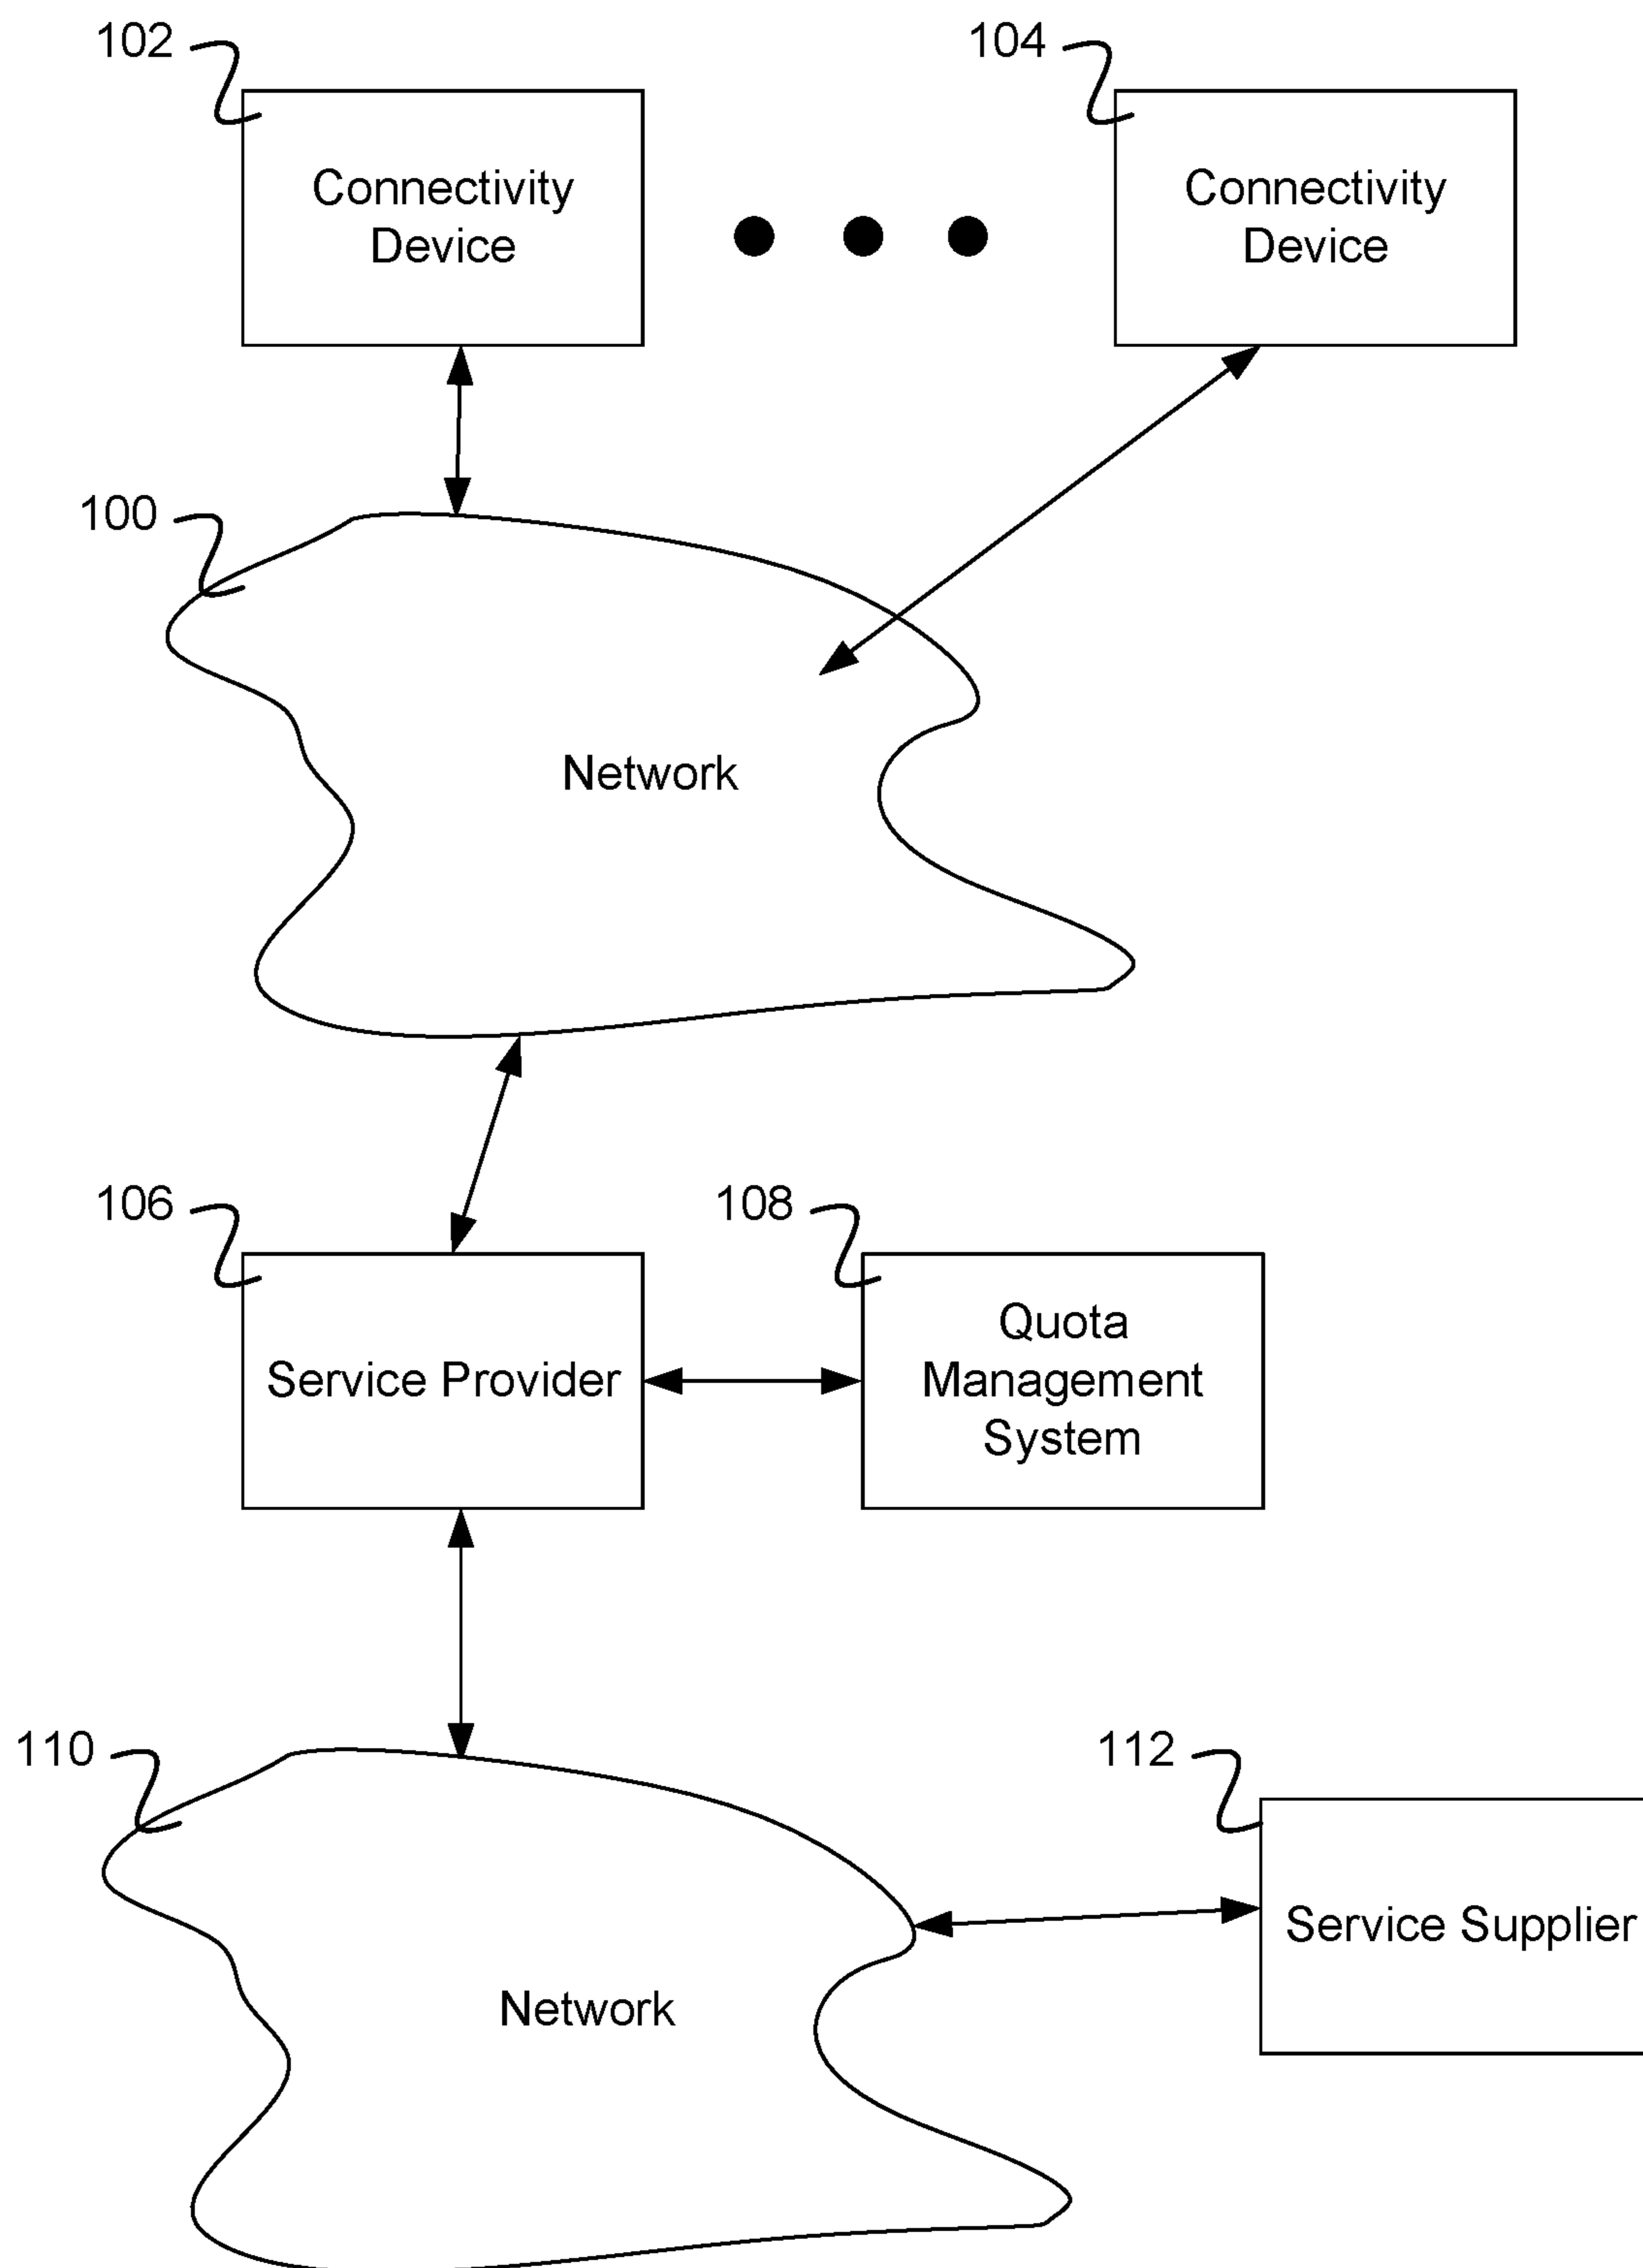 102
104
Connectivity
Device
Connectivity
Device
100
Network
106
108
Service Provider
Quota
Management
System
110
112
Service Supplier
Network